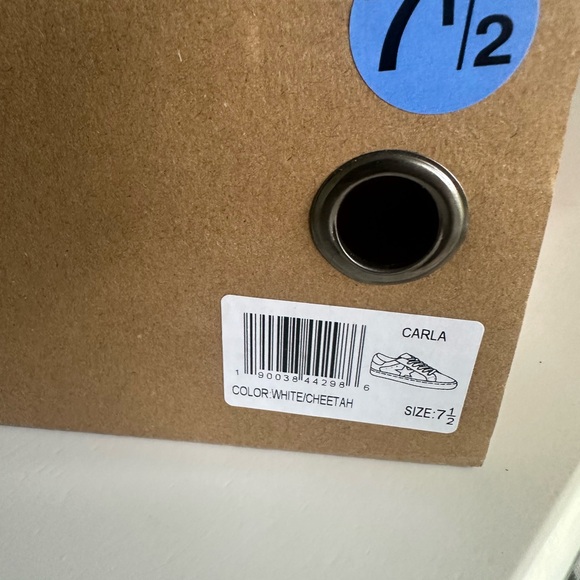 7 1/2
CARLA
1 90038 44298 6
COLOR:WHITE/CHEETAH
SIZE:7 1/2